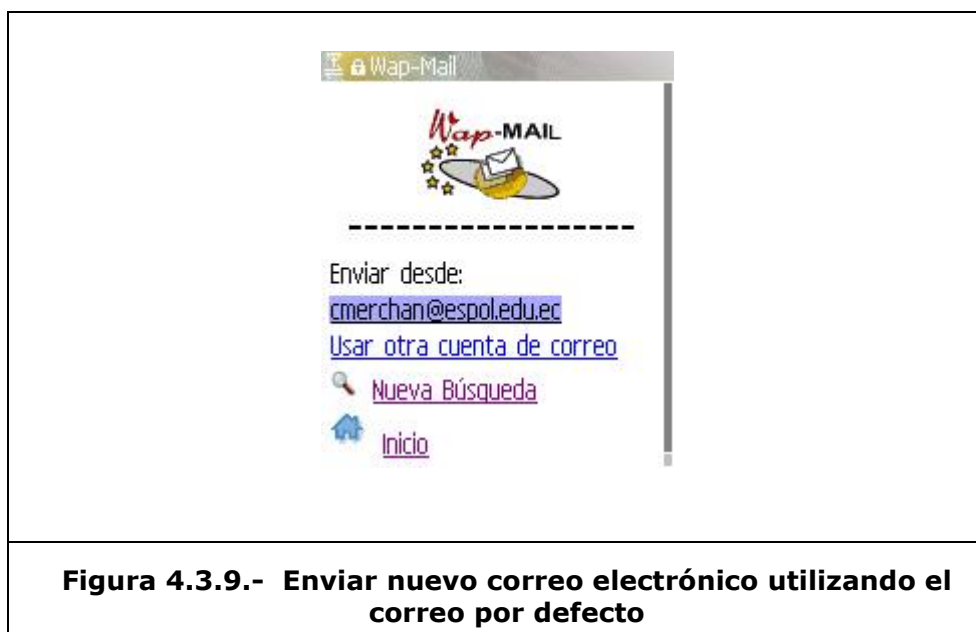 Wap-Mail
Wap-MAIL
------------------
Enviar desde:
cmerchan@espol.edu.ec
Usar otra cuenta de correo
Nueva Búsqueda
Inicio
Figura 4.3.9.- Enviar nuevo correo electrónico utilizando el
correo por defecto